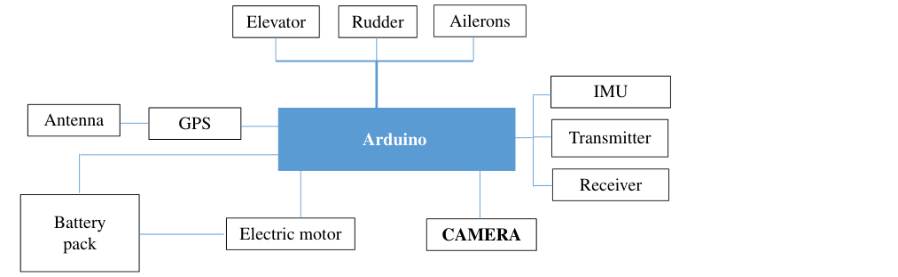 Elevator
Rudder
Ailerons
IMU
Antenna
GPS
Arduino
Transmitter
Receiver
Battery
pack
Electric motor
CAMERA